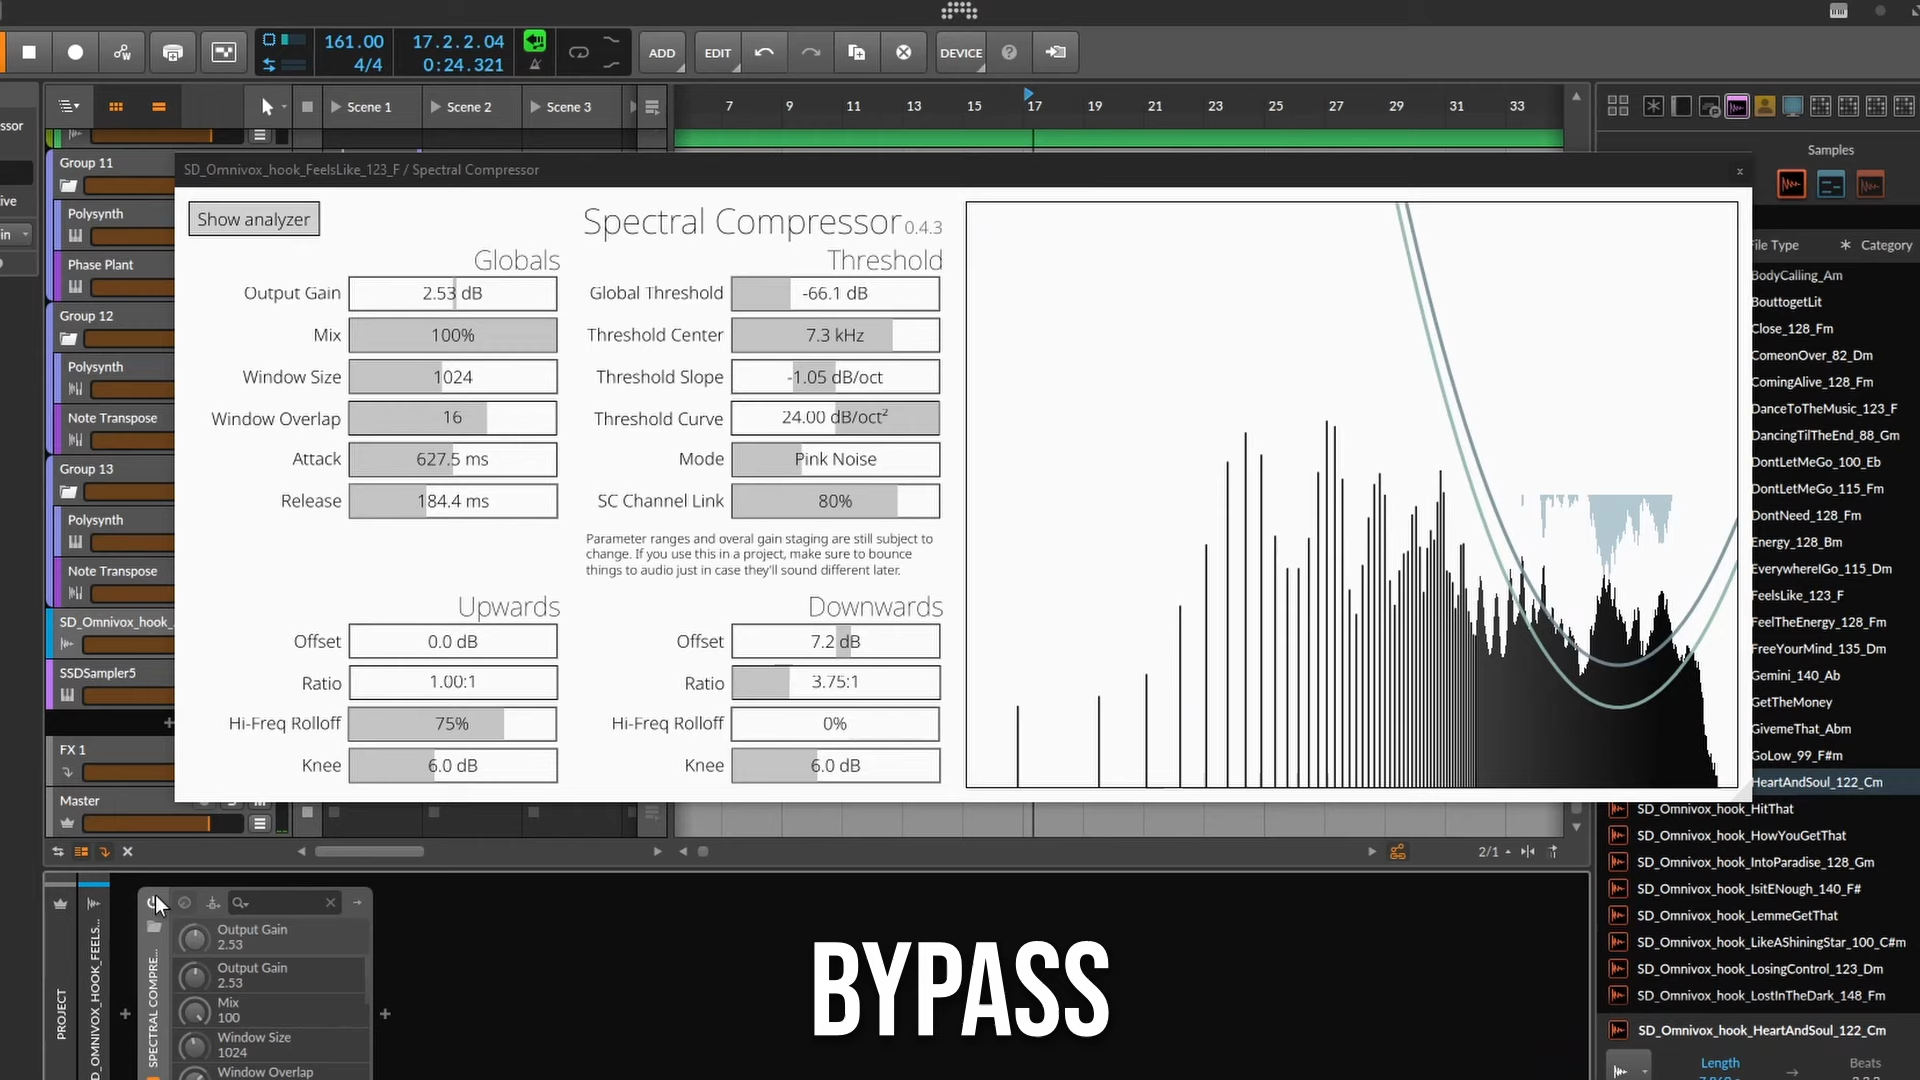 161.00
4/4
17.2.2.04
0:24.321
ADD
EDIT
DEVICE
Scene 1
Scene 2
Scene 3
7 9 11 13 15 17 19 21 23 25 27 29 31 33
Group 11
Polysynth
Phase Plant
Group 12
Polysynth
Note Transpose
Group 13
Polysynth
Note Transpose
SD_Omnivox_hook_
SSDSampler5
FX 1
Master
SD_Omnivox_hook_FeelsLike_123_F / Spectral Compressor
x
Show analyzer
Spectral Compressor 0.4.3
Globals
Output Gain 2.53 dB
Mix 100%
Window Size 1024
Window Overlap 16
Attack 627.5 ms
Release 184.4 ms
Threshold
Global Threshold -66.1 dB
Threshold Center 7.3 kHz
Threshold Slope -1.05 dB/oct
Threshold Curve 24.00 dB/oct²
Mode Pink Noise
SC Channel Link 80%
Parameter ranges and overal gain staging are still subject to
change. If you use this in a project, make sure to bounce
things to audio just in case they'll sound different later.
Upwards
Offset 0.0 dB
Ratio 1.00:1
Hi-Freq Rolloff 75%
Knee 6.0 dB
Downwards
Offset 7.2 dB
Ratio 3.75:1
Hi-Freq Rolloff 0%
Knee 6.0 dB
Samples
File Type
Category
BodyCalling_Am
BouttogetLit
Close_128_Fm
ComeonOver_82_Dm
ComingAlive_128_Fm
DanceToTheMusic_123_F
DancingTilTheEnd_88_Gm
DontLetMeGo_100_Eb
DontLetMeGo_115_Fm
DontNeed_128_Fm
Energy_128_Bm
EverywhereIGo_115_Dm
FeelsLike_123_F
FeelTheEnergy_128_Fm
FreeYourMind_135_Dm
Gemini_140_Ab
GetTheMoney
GivemeThat_Abm
GoLow_99_F#m
HeartAndSoul_122_Cm
SD_Omnivox_hook_HitThat
SD_Omnivox_hook_HowYouGetThat
SD_Omnivox_hook_IntoParadise_128_Gm
SD_Omnivox_hook_IsitENough_140_F#
SD_Omnivox_hook_LemmeGetThat
SD_Omnivox_hook_LikeAShiningStar_100_C#m
SD_Omnivox_hook_LosingControl_123_Dm
SD_Omnivox_hook_LostInTheDark_148_Fm
SD_Omnivox_hook_HeartAndSoul_122_Cm
Length
Beats
2/1
PROJECT
D_OMNIVOX_HOOK_FEELS...
SPECTRAL COMPRE...
Output Gain
2.53
Output Gain
2.53
Mix
100
Window Size
1024
Window Overlap
BYPASS